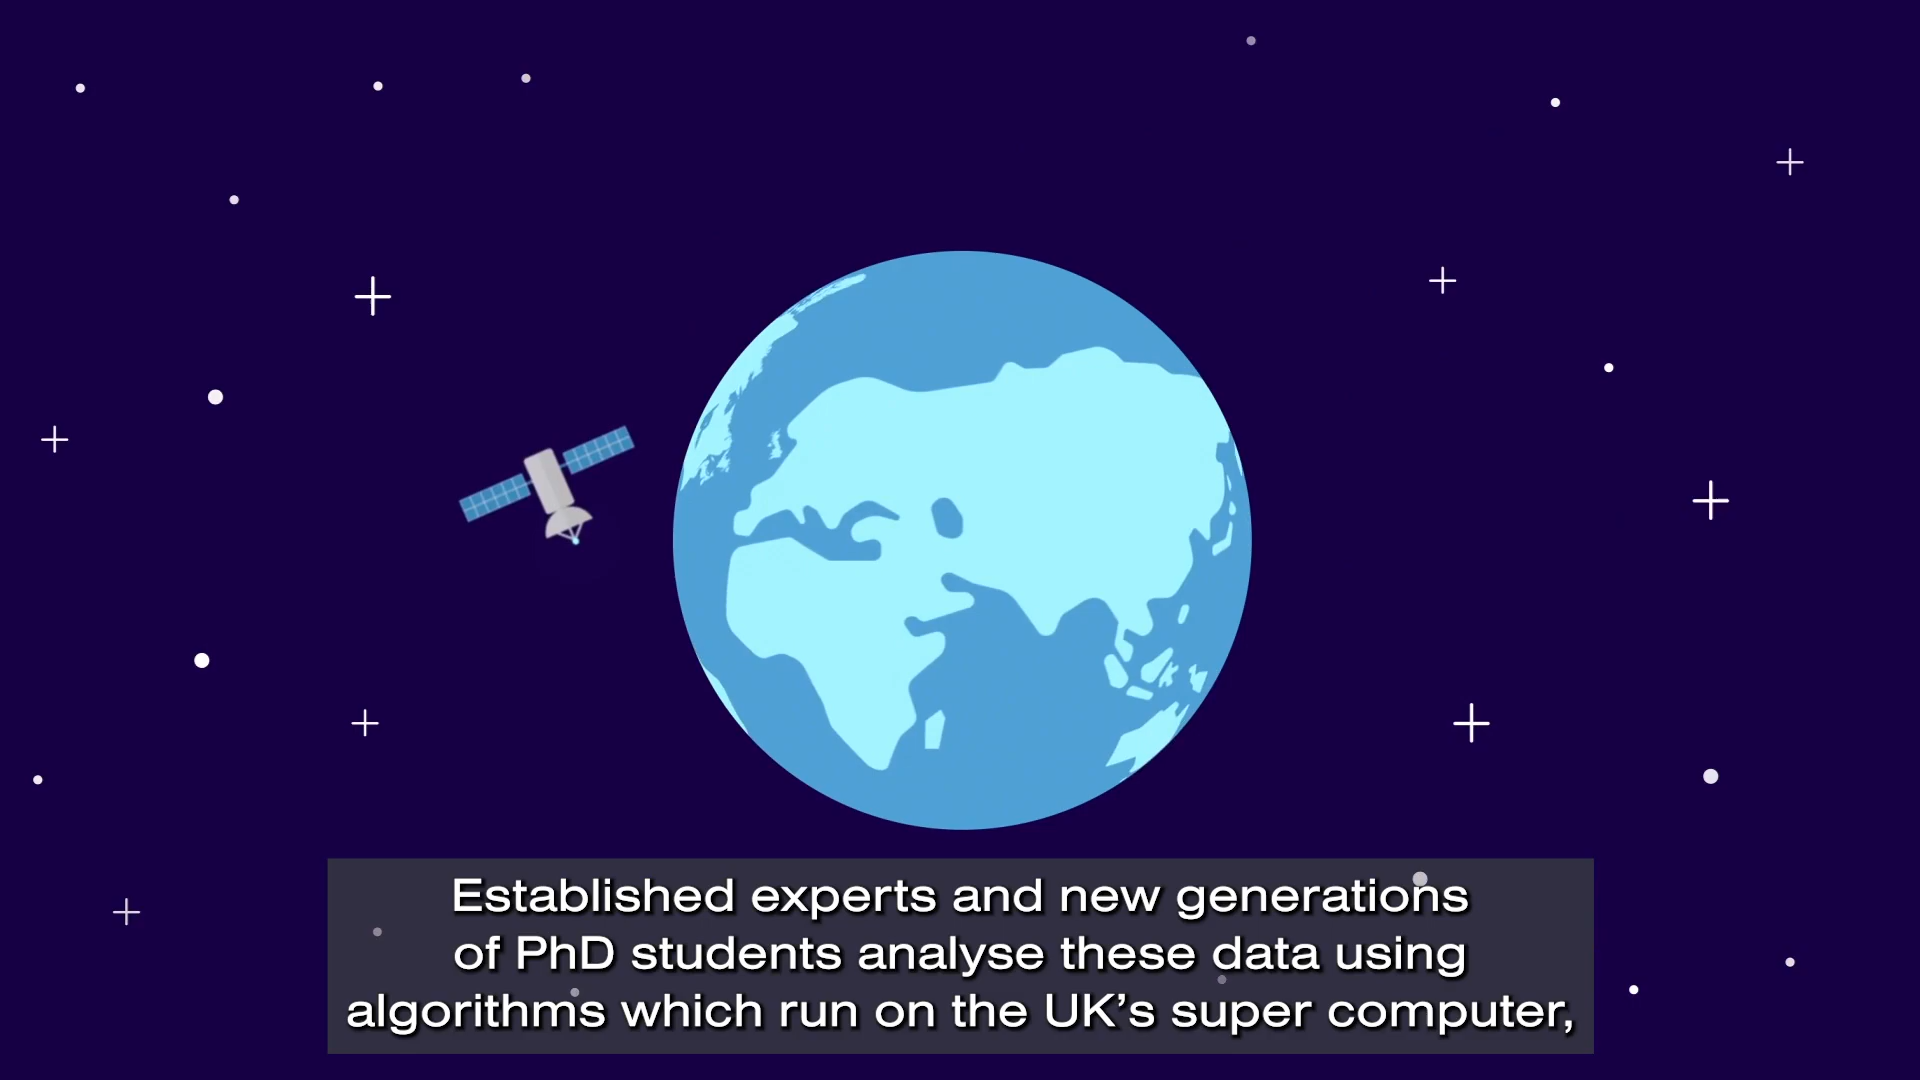 Established experts and new generations
of PhD students analyse these data using
algorithms which run on the UK’s super computer,